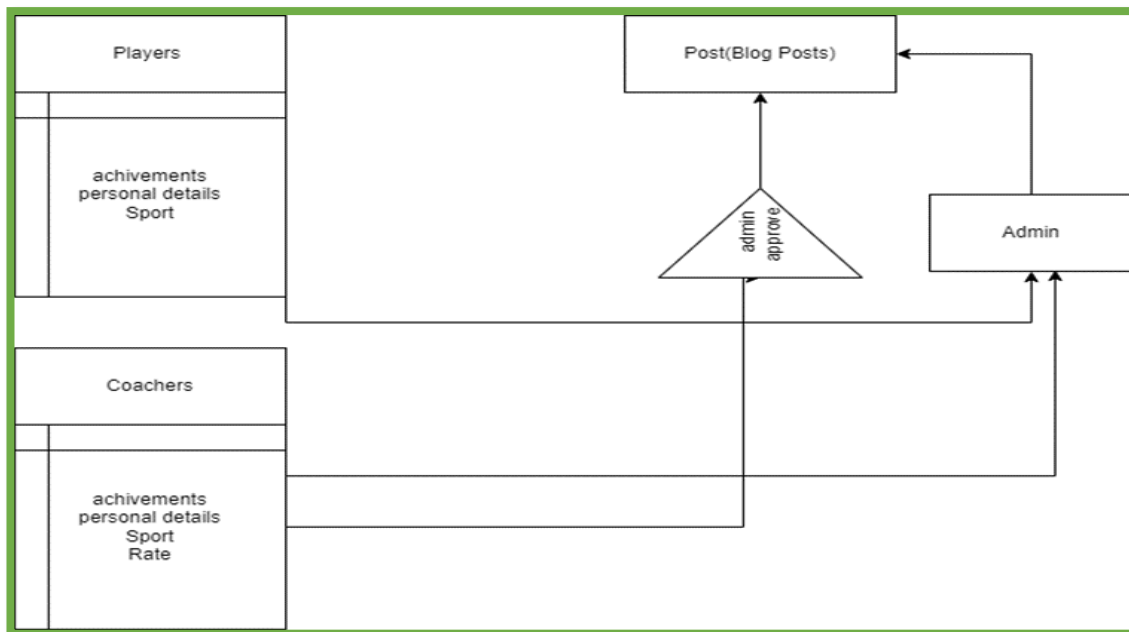 Players
achivements
personal details
Sport
Post(Blog Posts)
admin
approve
Admin
Coachers
achivements
personal details
Sport
Rate